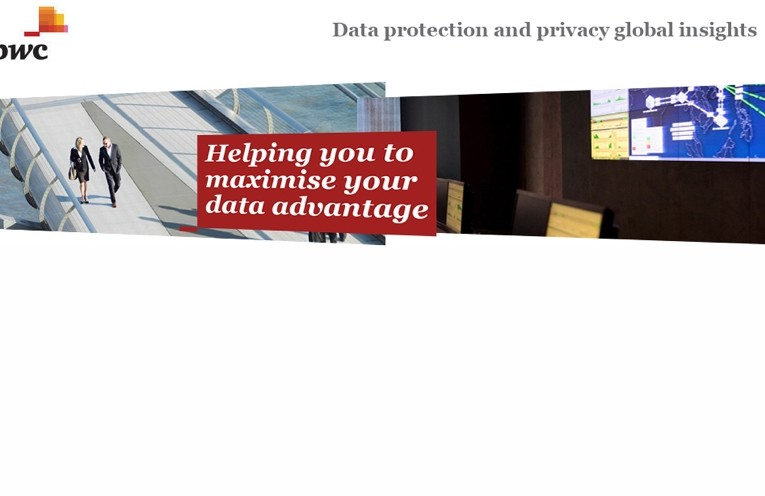 pwc
Data protection and privacy global insights
Helping you to
maximise your
data advantage